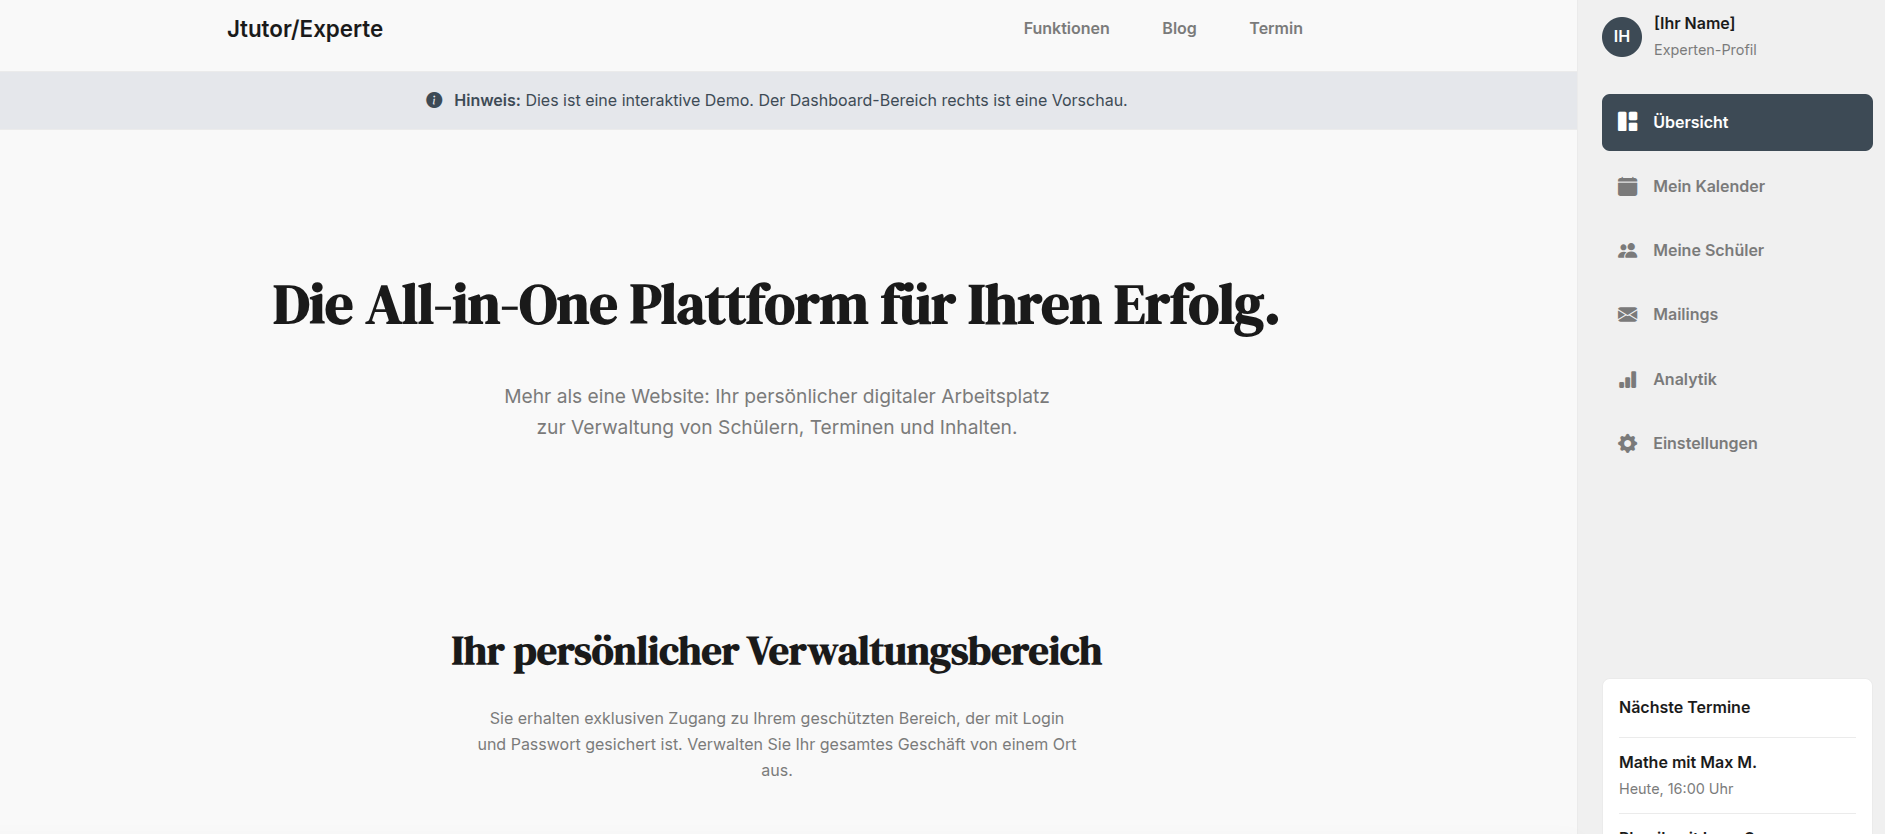 Jtutor/Experte
Funktionen
Blog
Termin
Hinweis: Dies ist eine interaktive Demo. Der Dashboard-Bereich rechts ist eine Vorschau.
Die All-in-One Plattform für Ihren Erfolg.
Mehr als eine Website: Ihr persönlicher digitaler Arbeitsplatz
zur Verwaltung von Schülern, Terminen und Inhalten.
Ihr persönlicher Verwaltungsbereich
Sie erhalten exklusiven Zugang zu Ihrem geschützten Bereich, der mit Login
und Passwort gesichert ist. Verwalten Sie Ihr gesamtes Geschäft von einem Ort
aus.
IH
[Ihr Name]
Experten-Profil
Übersicht
Mein Kalender
Meine Schüler
Mailings
Analytik
Einstellungen
Nächste Termine
Mathe mit Max M.
Heute, 16:00 Uhr